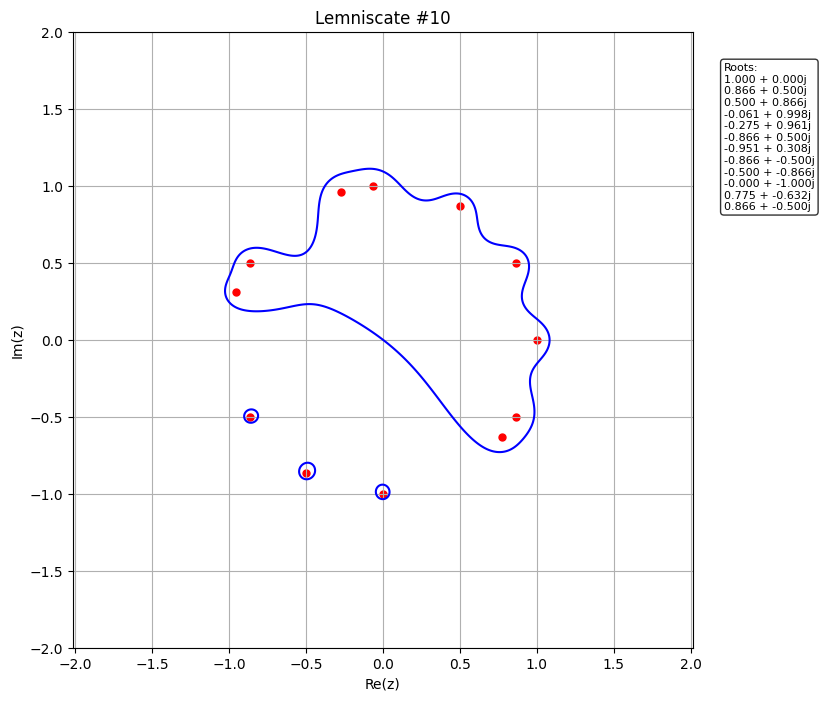 Lemniscate #10
2.0
1.5
1.0
0.5
0.0
−0.5
−1.0
−1.5
−2.0
Im(z)
−2.0 −1.5 −1.0 −0.5 0.0 0.5 1.0 1.5 2.0
Re(z)
Roots:
1.000 + 0.000j
0.866 + 0.500j
0.500 + 0.866j
-0.061 + 0.998j
-0.275 + 0.961j
-0.866 + 0.500j
-0.951 + 0.308j
-0.866 + -0.500j
-0.500 + -0.866j
-0.000 + -1.000j
0.775 + -0.632j
0.866 + -0.500j